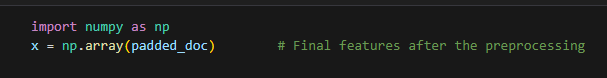 import numpy as np
x = np.array(padded_doc)        # Final features after the preprocessing